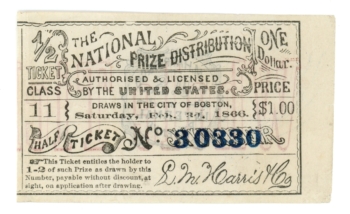 1/2
TICKET
CLASS
11
THE
NATIONAL PRIZE DISTRIBUTION
AUTHORISED & LICENSED
BY THE UNITED STATES.
DRAWS IN THE CITY OF BOSTON,
Saturday, Feb. 1866.
ONE
Dollar.
PRICE
$1.00
HALF TICKET No. 30330
This Ticket entitles the holder to
1-2 of such Prize as drawn by this
Number, payable without discount, at
sight, on application after drawing.
Harris & Co